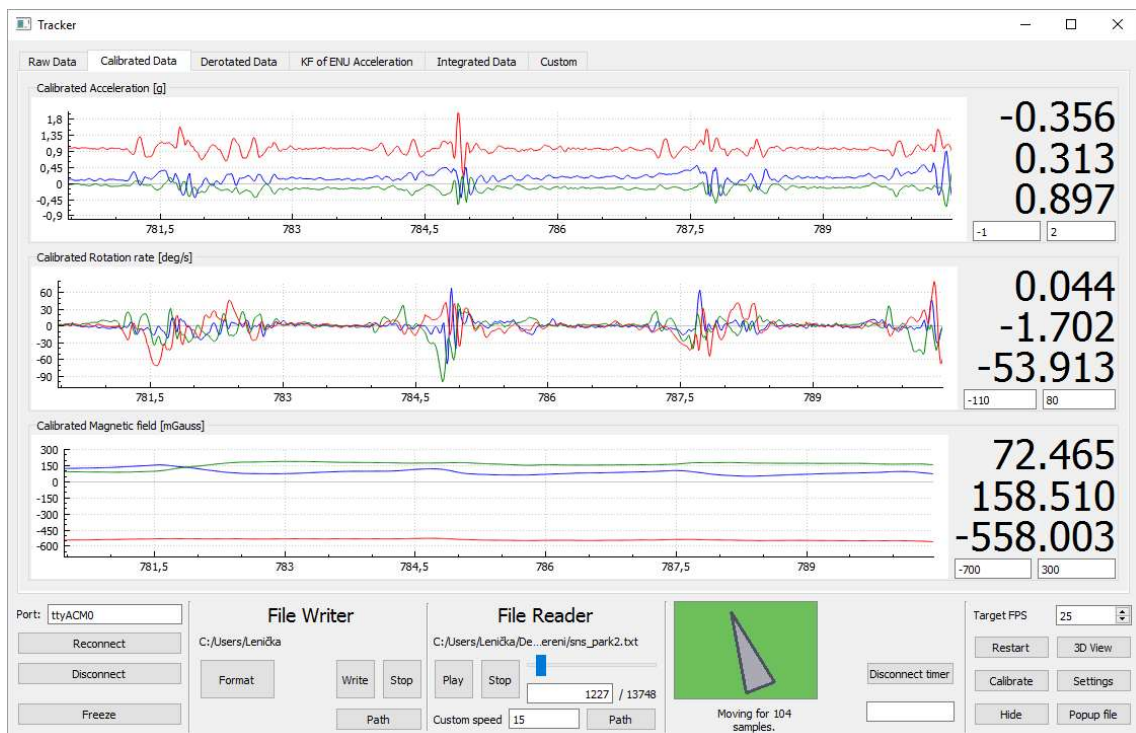 Tracker
Raw Data Calibrated Data Derotated Data KF of ENU Acceleration Integrated Data Custom
Calibrated Acceleration [g]
1,8
1,35
0,9
0,45
0
-0,45
-0,9
781,5 783 784,5 786 787,5 789
-0.356
0.313
0.897
-1 2
Calibrated Rotation rate [deg/s]
60
30
0
-30
-60
-90
781,5 783 784,5 786 787,5 789
0.044
-1.702
-53.913
-110 80
Calibrated Magnetic field [mGauss]
300
150
0
-150
-300
-450
-600
781,5 783 784,5 786 787,5 789
72.465
158.510
-558.003
-700 300
Port: ttyACM0
Reconnect
Disconnect
Freeze
File Writer
C:/Users/Lenička
Format Write Stop
Path
File Reader
C:/Users/Lenička/De...ereni/sns_park2.txt
Play Stop
1227 / 13748
Custom speed 15 Path
Moving for 104
samples.
Disconnect timer
Target FPS 25
Restart 3D View
Calibrate Settings
Hide Popup file